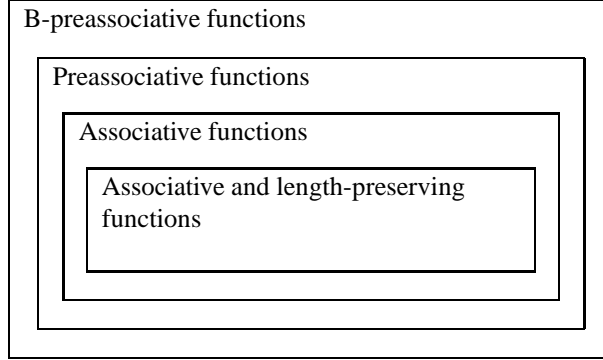 B-preassociative functions
Preassociative functions
Associative functions
Associative and length-preserving
functions